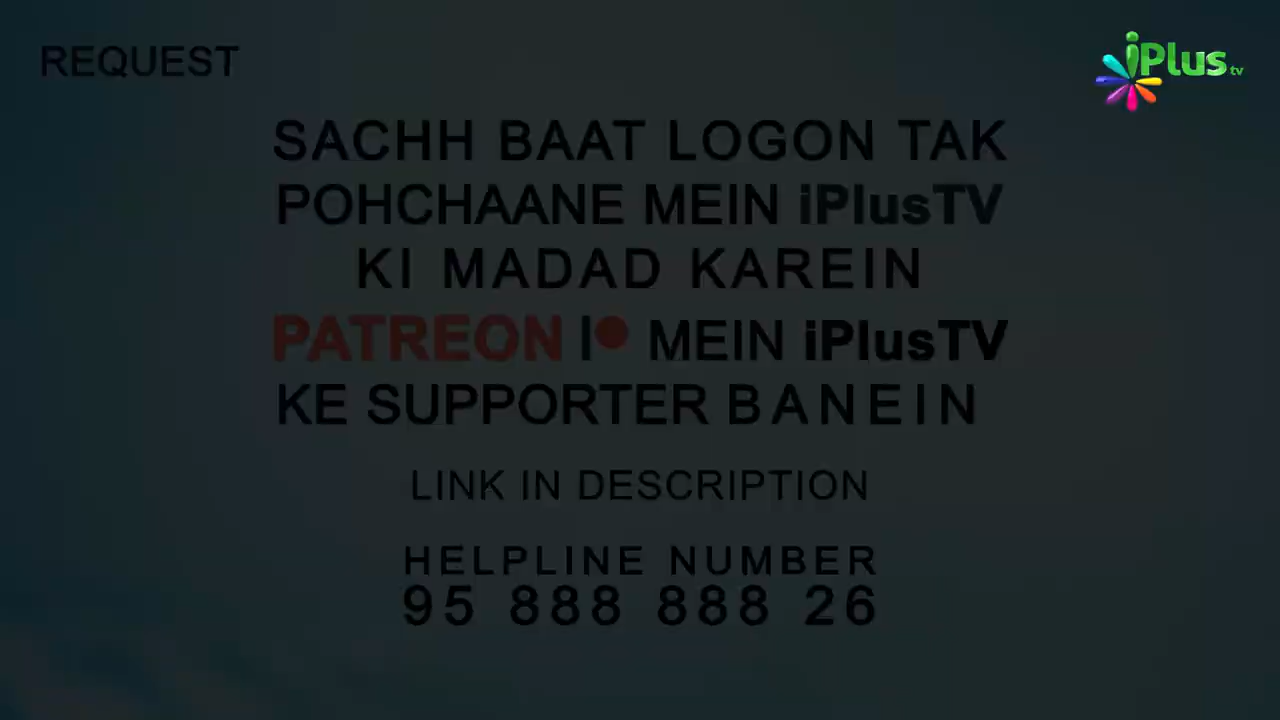 REQUEST
iPlus tv
SACHH BAAT LOGON TAK
POHCHAANE MEIN iPlusTV
KI MADAD KAREIN
PATREON MEIN iPlusTV
KE SUPPORTER BANEIN
LINK IN DESCRIPTION
HELPLINE NUMBER
95 888 888 26